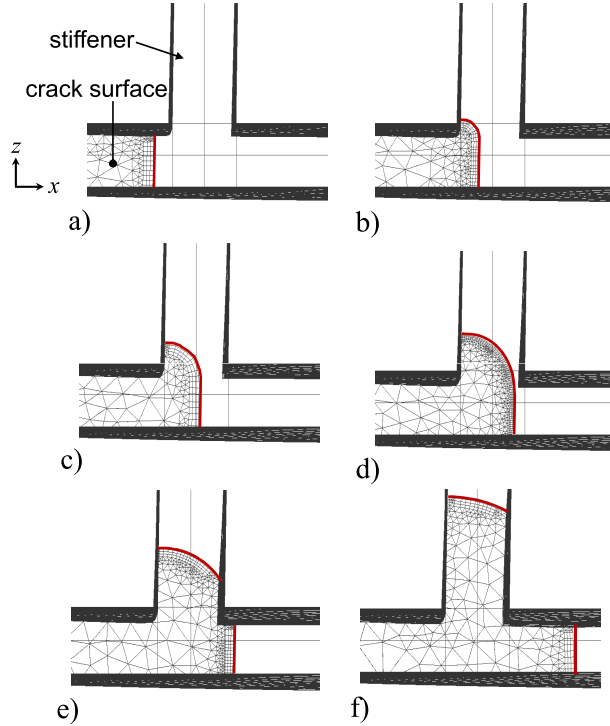 stiffener
crack surface
z
x
a)
b)
c)
d)
e)
f)